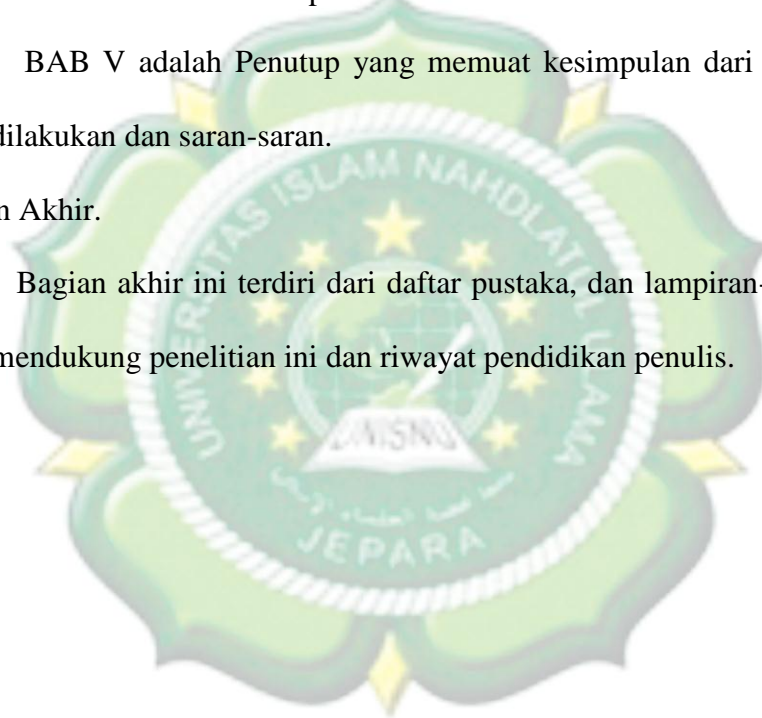 BAB V adalah Penutup yang memuat kesimpulan dari
dilakukan dan saran-saran.
n Akhir.
Bagian akhir ini terdiri dari daftar pustaka, dan lampiran-
mendukung penelitian ini dan riwayat pendidikan penulis.
UNIVERSITAS ISLAM NAHDLATUL ULAMA
UNISNU
JEPARA